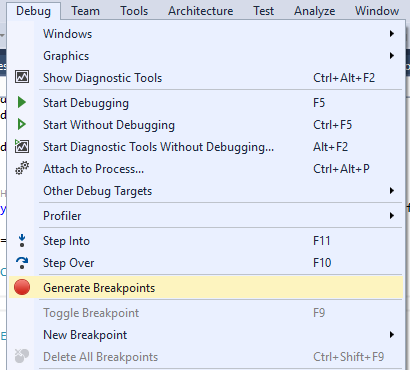 Debug Team Tools Architecture Test Analyze Window
Windows
Graphics
Show Diagnostic Tools Ctrl+Alt+F2
Start Debugging F5
Start Without Debugging Ctrl+F5
Start Diagnostic Tools Without Debugging... Alt+F2
Attach to Process... Ctrl+Alt+P
Other Debug Targets
Profiler
Step Into F11
Step Over F10
Generate Breakpoints
Toggle Breakpoint F9
New Breakpoint
Delete All Breakpoints Ctrl+Shift+F9